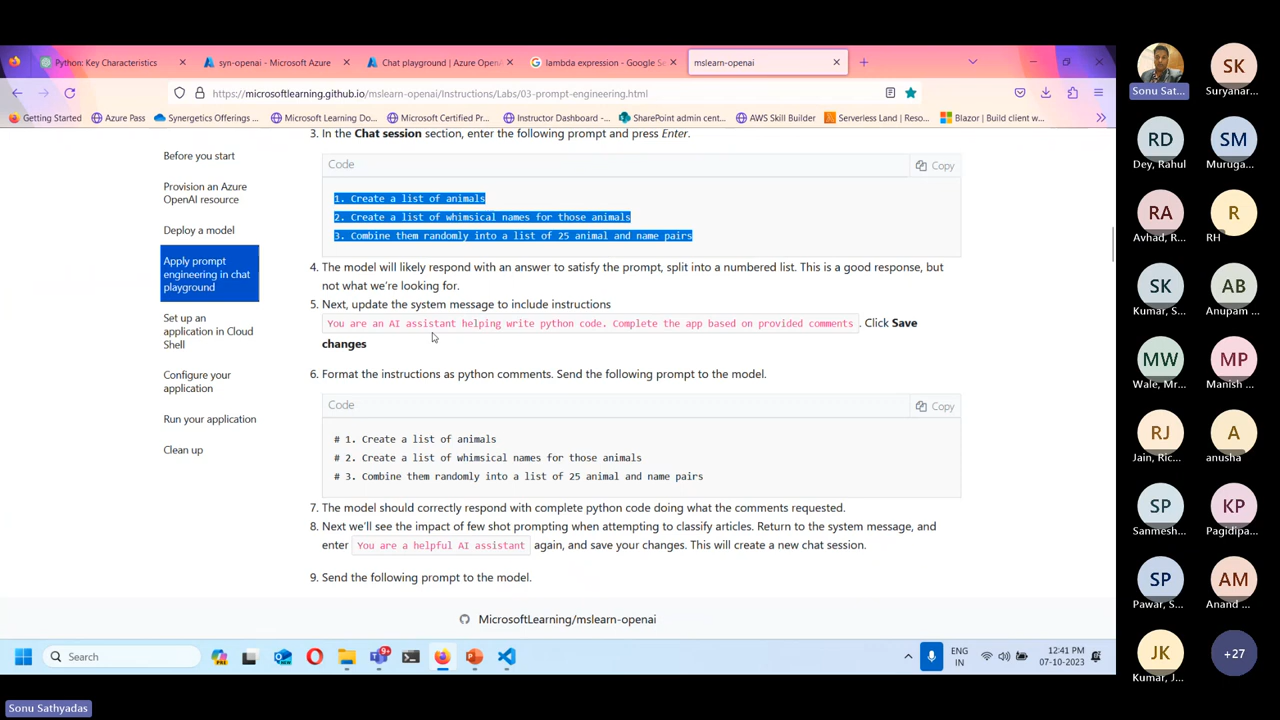 Python: Key Characteristics
syn-openai - Microsoft Azure
Chat playground | Azure OpenA
lambda expression - Google Se
mslearn-openai
https://microsoftlearning.github.io/mslearn-openai/Instructions/Labs/03-prompt-engineering.html
Getting Started
Azure Pass
Synergetics Offerings ...
Microsoft Learning Do...
Microsoft Certified Pr...
Instructor Dashboard -...
SharePoint admin cent...
AWS Skill Builder
Serverless Land | Reso...
Blazor | Build client w...
Before you start
Provision an Azure
OpenAI resource
Deploy a model
Apply prompt
engineering in chat
playground
Set up an
application in Cloud
Shell
Configure your
application
Run your application
Clean up
3. In the Chat session section, enter the following prompt and press Enter.
Code
Copy
1. Create a list of animals
2. Create a list of whimsical names for those animals
3. Combine them randomly into a list of 25 animal and name pairs
4. The model will likely respond with an answer to satisfy the prompt, split into a numbered list. This is a good response, but
not what we're looking for.
5. Next, update the system message to include instructions
You are an AI assistant helping write python code. Complete the app based on provided comments . Click Save
changes
6. Format the instructions as python comments. Send the following prompt to the model.
Code
Copy
# 1. Create a list of animals
# 2. Create a list of whimsical names for those animals
# 3. Combine them randomly into a list of 25 animal and name pairs
7. The model should correctly respond with complete python code doing what the comments requested.
8. Next we'll see the impact of few shot prompting when attempting to classify articles. Return to the system message, and
enter You are a helpful AI assistant again, and save your changes. This will create a new chat session.
9. Send the following prompt to the model.
MicrosoftLearning/mslearn-openai
Search
9+
ENG
IN
12:41 PM
07-10-2023
Sonu Sathyadas
Sonu Sat...
SK
Suryanar...
RD
Dey, Rahul
SM
Muruga...
RA
Avhad, R...
R
RH
SK
Kumar, S...
AB
Anupam ...
MW
Wale, Mr...
MP
Manish ...
RJ
Jain, Ric...
A
anusha
SP
Sanmesh...
KP
Pagidipa...
SP
Pawar, S...
AM
Anand ...
JK
Kumar, J...
+27